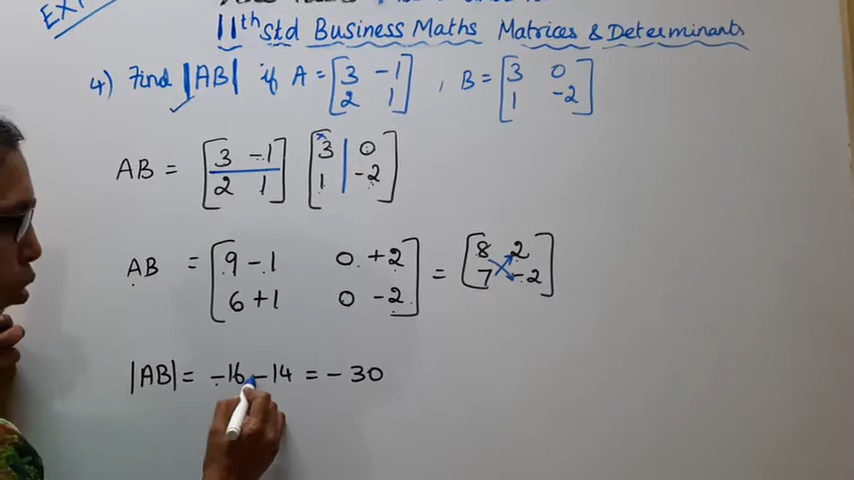 EX
11th std Business Maths Matrices & Determinants
4) Find |AB| if A = [3 -1 2 1] , B = [3 0 1 -2]
AB = [3 -1 2 1] [3 0 1 -2]
AB = [9 - 1 0 + 2 6 + 1 0 - 2] = [8 2 7 -2]
|AB| = -16 - 14 = - 30